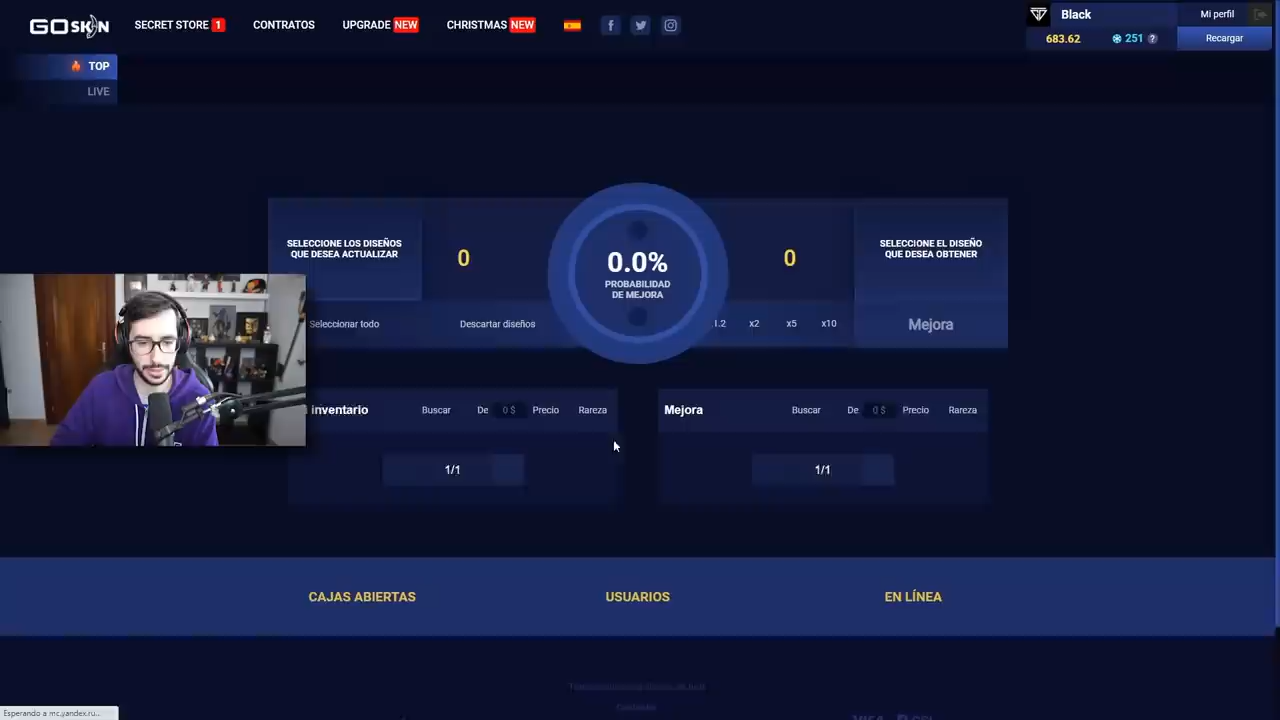 GOSKIN
SECRET STORE 1
CONTRATOS
UPGRADE NEW
CHRISTMAS NEW
Black
Mi perfil
683.62
251 ?
Recargar
TOP
LIVE
SELECCIONE LOS DISEÑOS
QUE DESEA ACTUALIZAR
0
0.0%
PROBABILIDAD
DE MEJORA
0
SELECCIONE EL DISEÑO
QUE DESEA OBTENER
Seleccionar todo
Descartar diseños
x2
x5
x10
Mejora
inventario
Buscar
De
0 $
Precio
Rareza
Mejora
Buscar
De
0 $
Precio
Rareza
1/1
1/1
CAJAS ABIERTAS
USUARIOS
EN LÍNEA
Esperando a mc.yandex.ru...